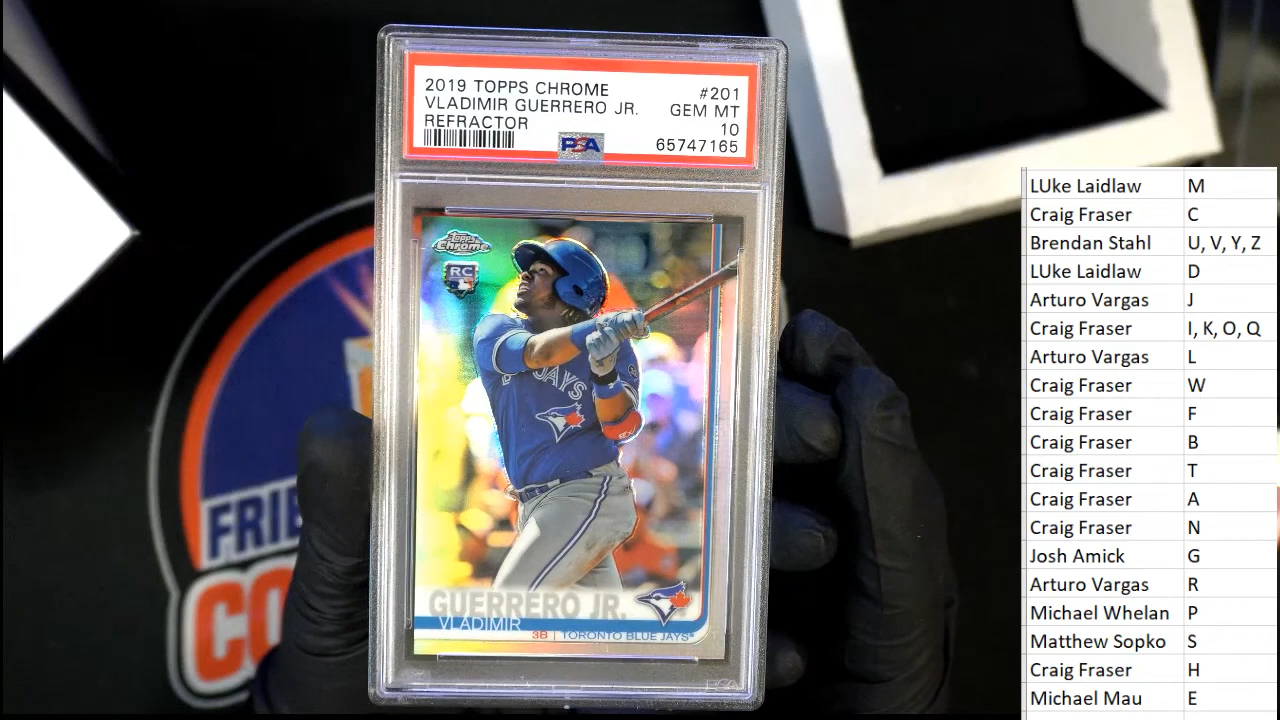 2019 TOPPS CHROME #201
VLADIMIR GUERRERO JR. GEM MT
REFRACTOR 10
PSA 65747165
Topps Chrome
RC
JAYS
GUERRERO JR.
VLADIMIR
3B | TORONTO BLUE JAYS
FRIE
CO
LUke Laidlaw M
Craig Fraser C
Brendan Stahl U, V, Y, Z
LUke Laidlaw D
Arturo Vargas J
Craig Fraser I, K, O, Q
Arturo Vargas L
Craig Fraser W
Craig Fraser F
Craig Fraser B
Craig Fraser T
Craig Fraser A
Craig Fraser N
Josh Amick G
Arturo Vargas R
Michael Whelan P
Matthew Sopko S
Craig Fraser H
Michael Mau E